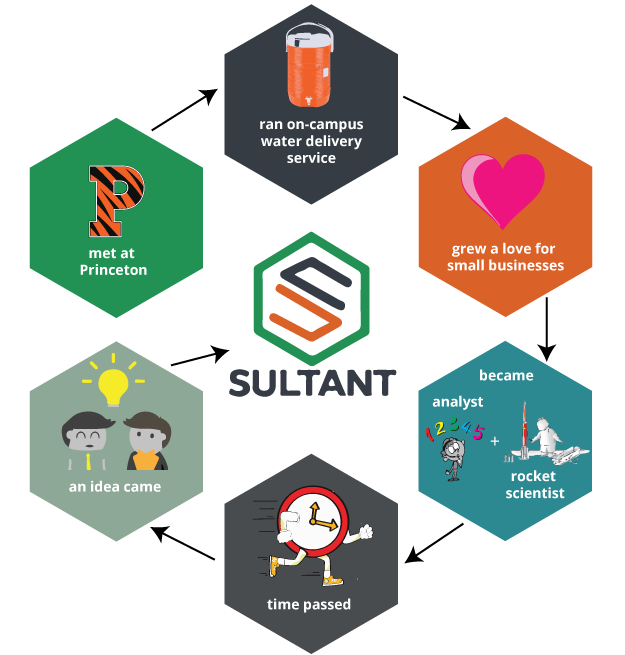 P
met at
Princeton
ran on-campus
water delivery
service
grew a love for
small businesses
became
analyst
1 2 3 4 5
+
rocket
scientist
time passed
an idea came
SULTANT